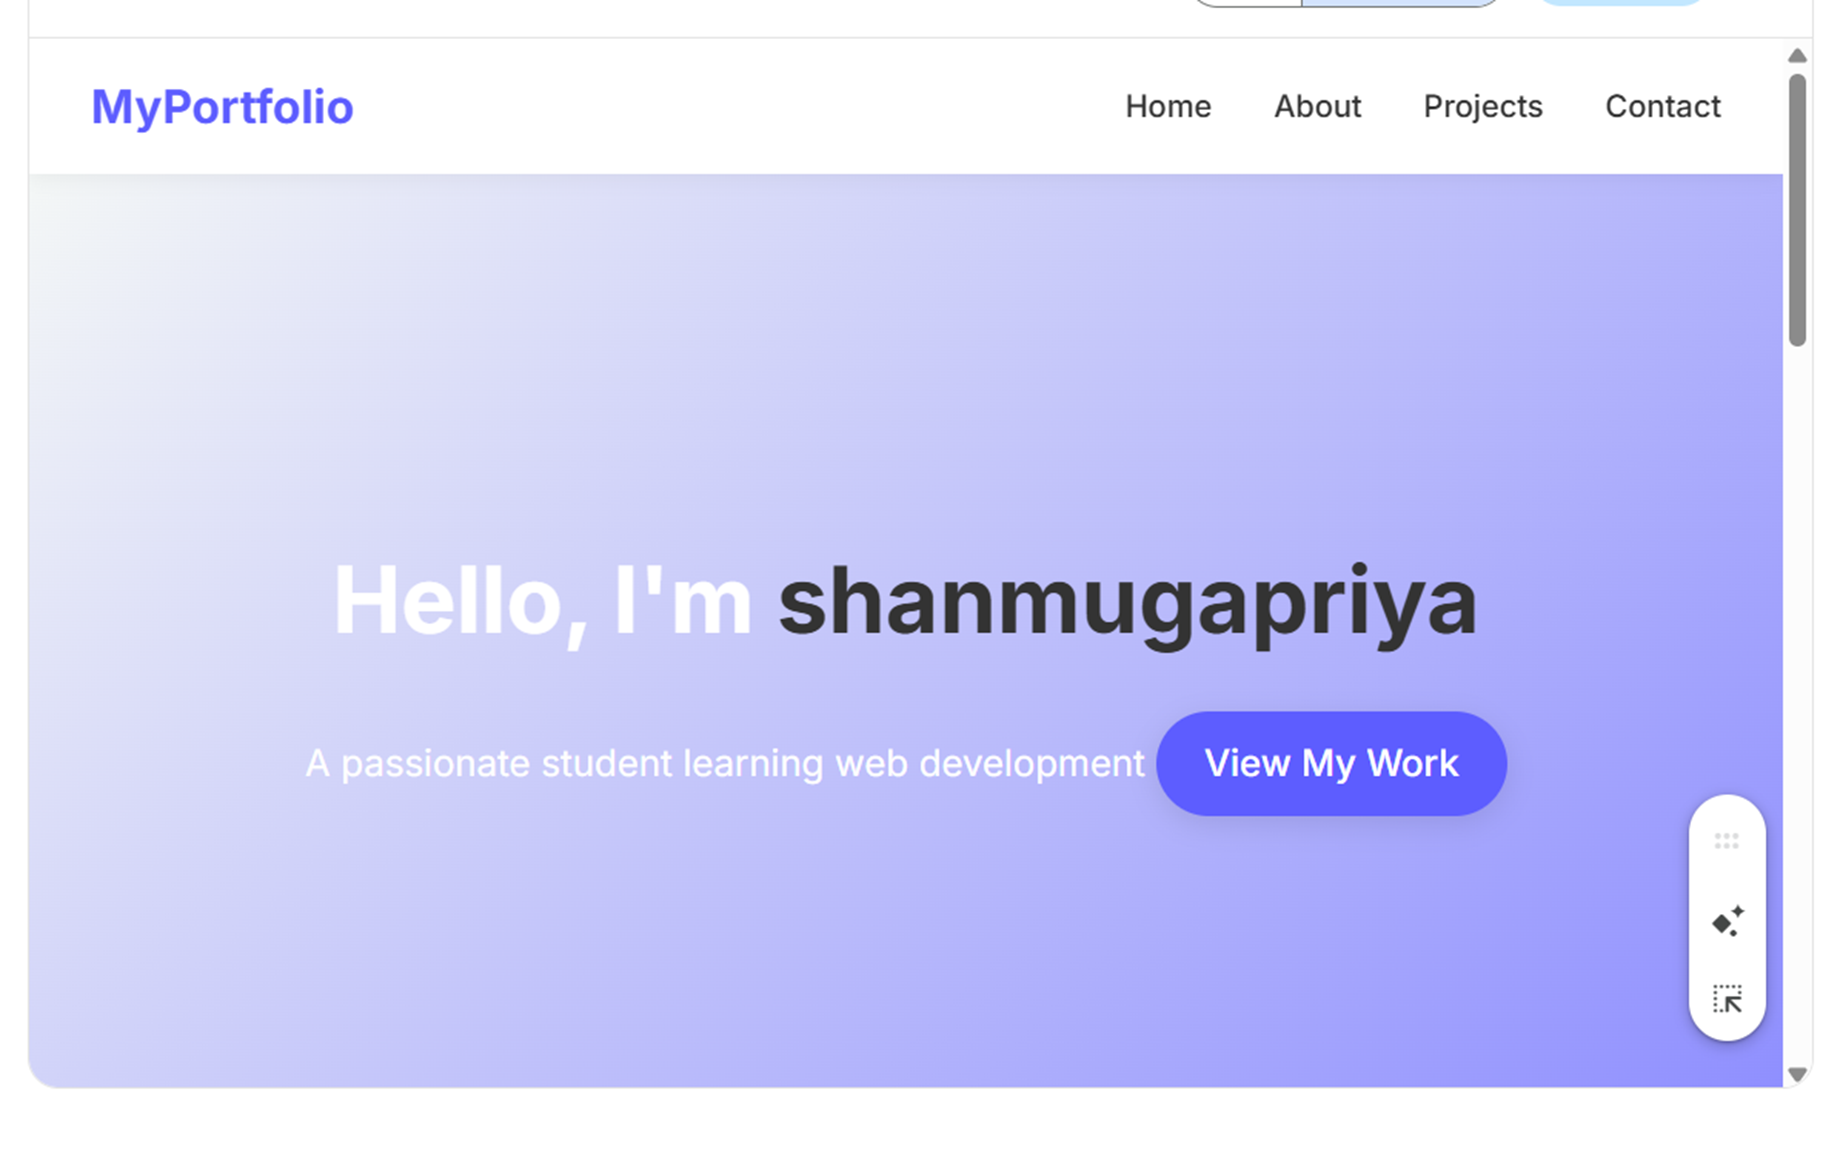 MyPortfolio
Home About Projects Contact
Hello, I'm shanmugapriya
A passionate student learning web development View My Work